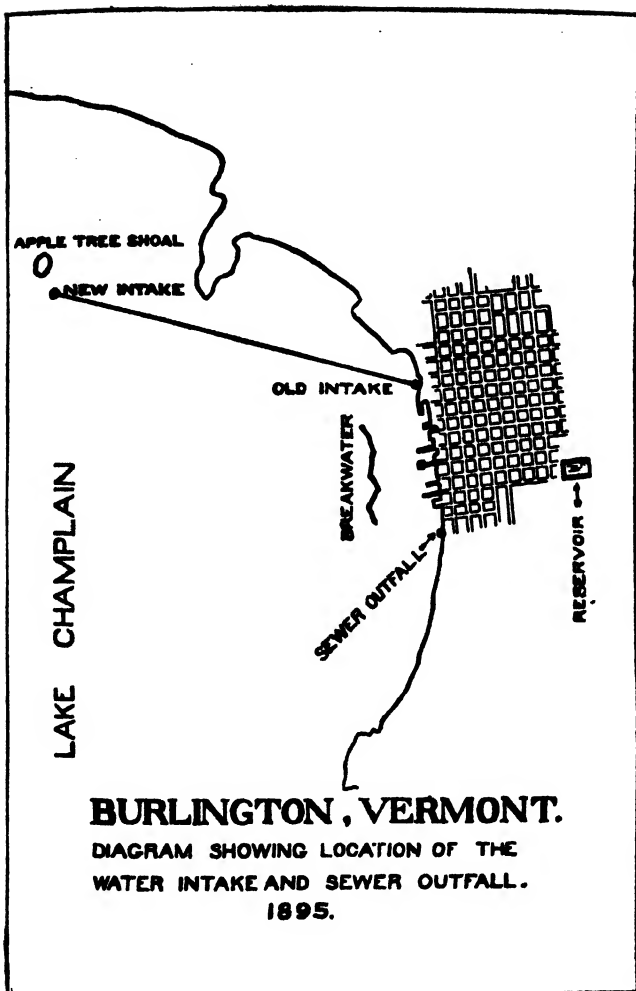 APPLE TREE SHOAL
NEW INTAKE
OLD INTAKE
BREAKWATER
LAKE CHAMPLAIN
SEWER OUTFALL
RESERVOIR
BURLINGTON, VERMONT.
DIAGRAM SHOWING LOCATION OF THE
WATER INTAKE AND SEWER OUTFALL.
1895.